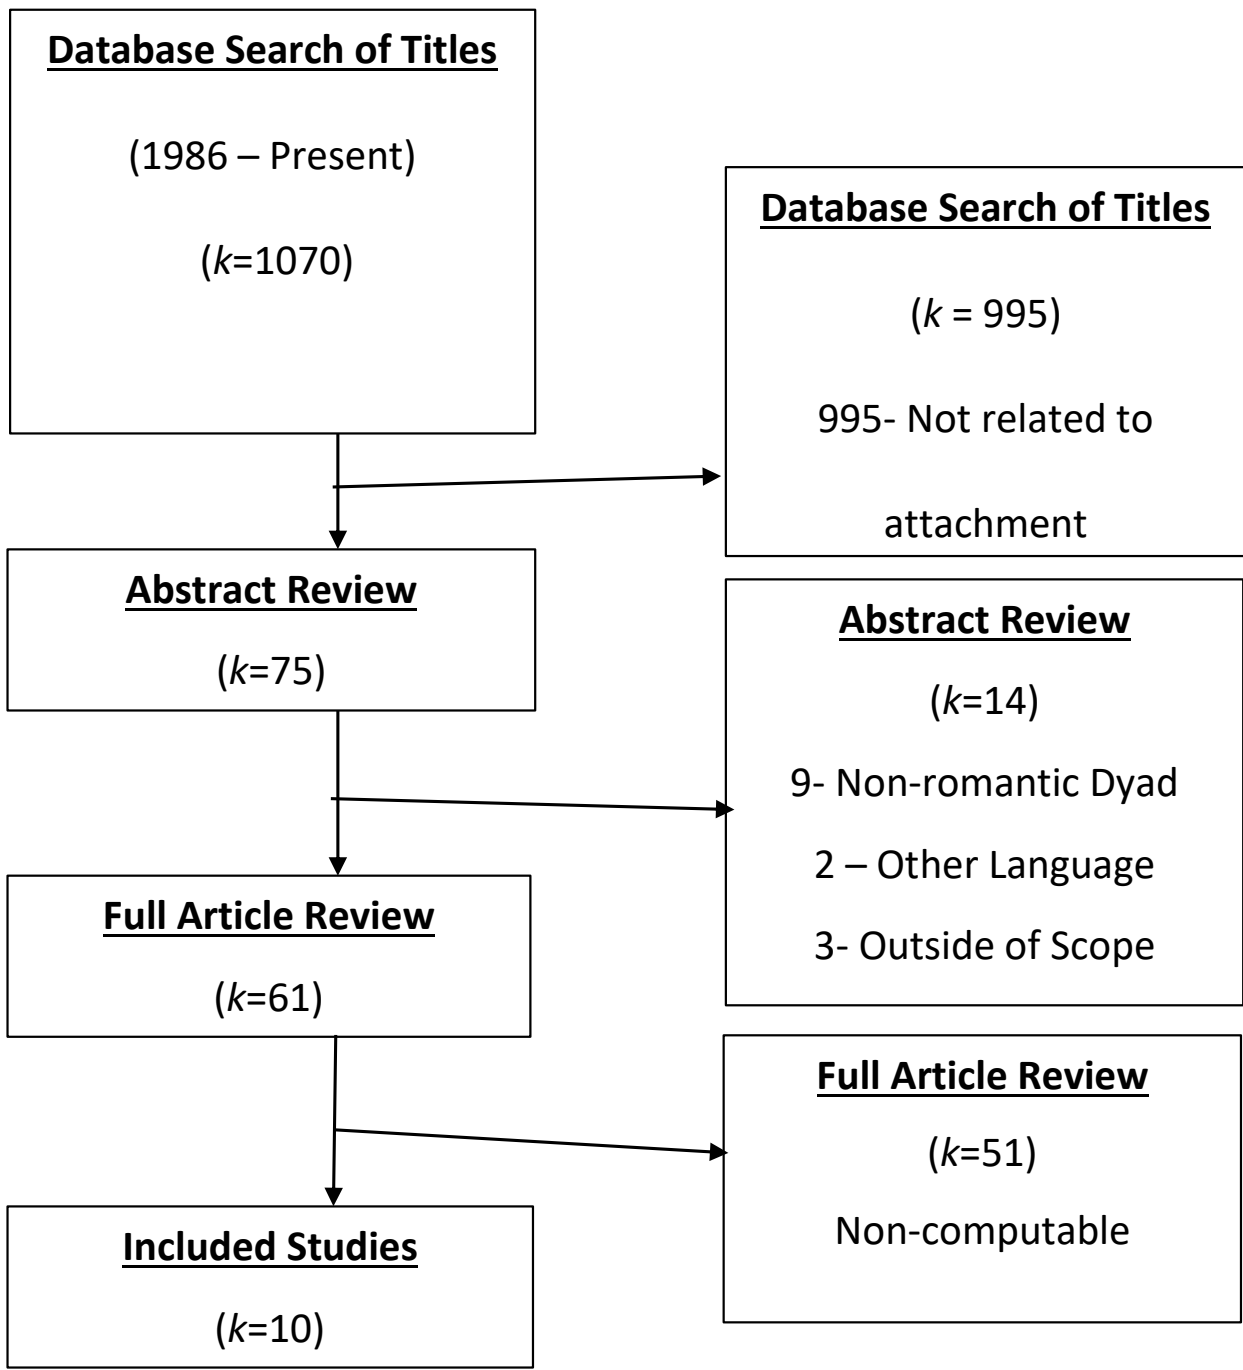 Database Search of Titles
(1986 – Present)
(k=1070)
Database Search of Titles
(k = 995)
995- Not related to
attachment
Abstract Review
(k=75)
Abstract Review
(k=14)
9- Non-romantic Dyad
2 – Other Language
3- Outside of Scope
Full Article Review
(k=61)
Full Article Review
(k=51)
Non-computable
Included Studies
(k=10)